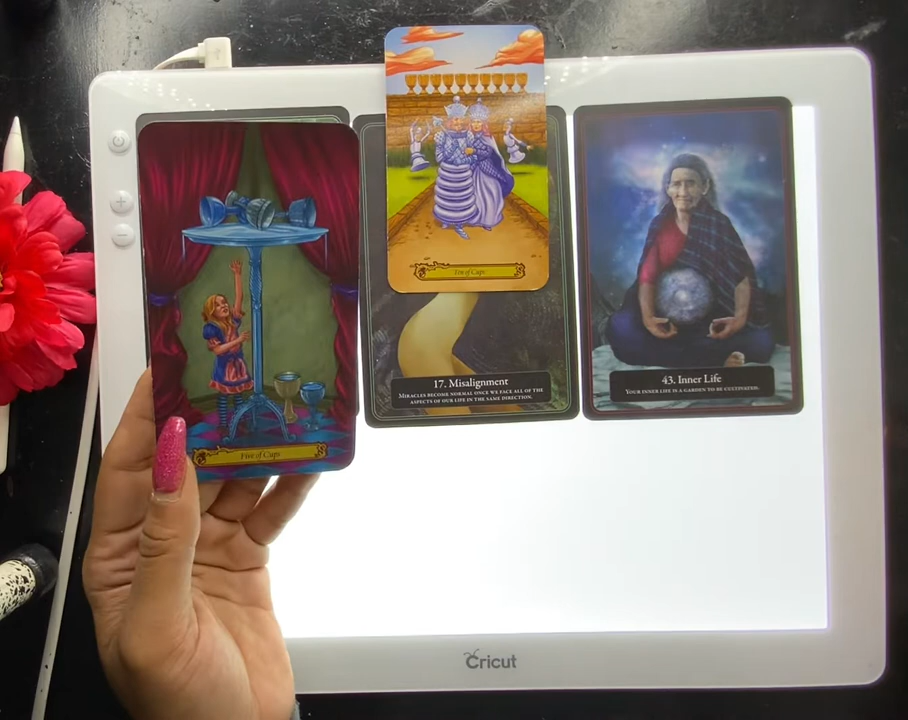 Ten of Cups
17. Misalignment
Miracles become normal once we face all of the
aspects of our life in the same direction.
43. Inner Life
Your inner life is a garden to be cultivated.
Five of Cups
Cricut